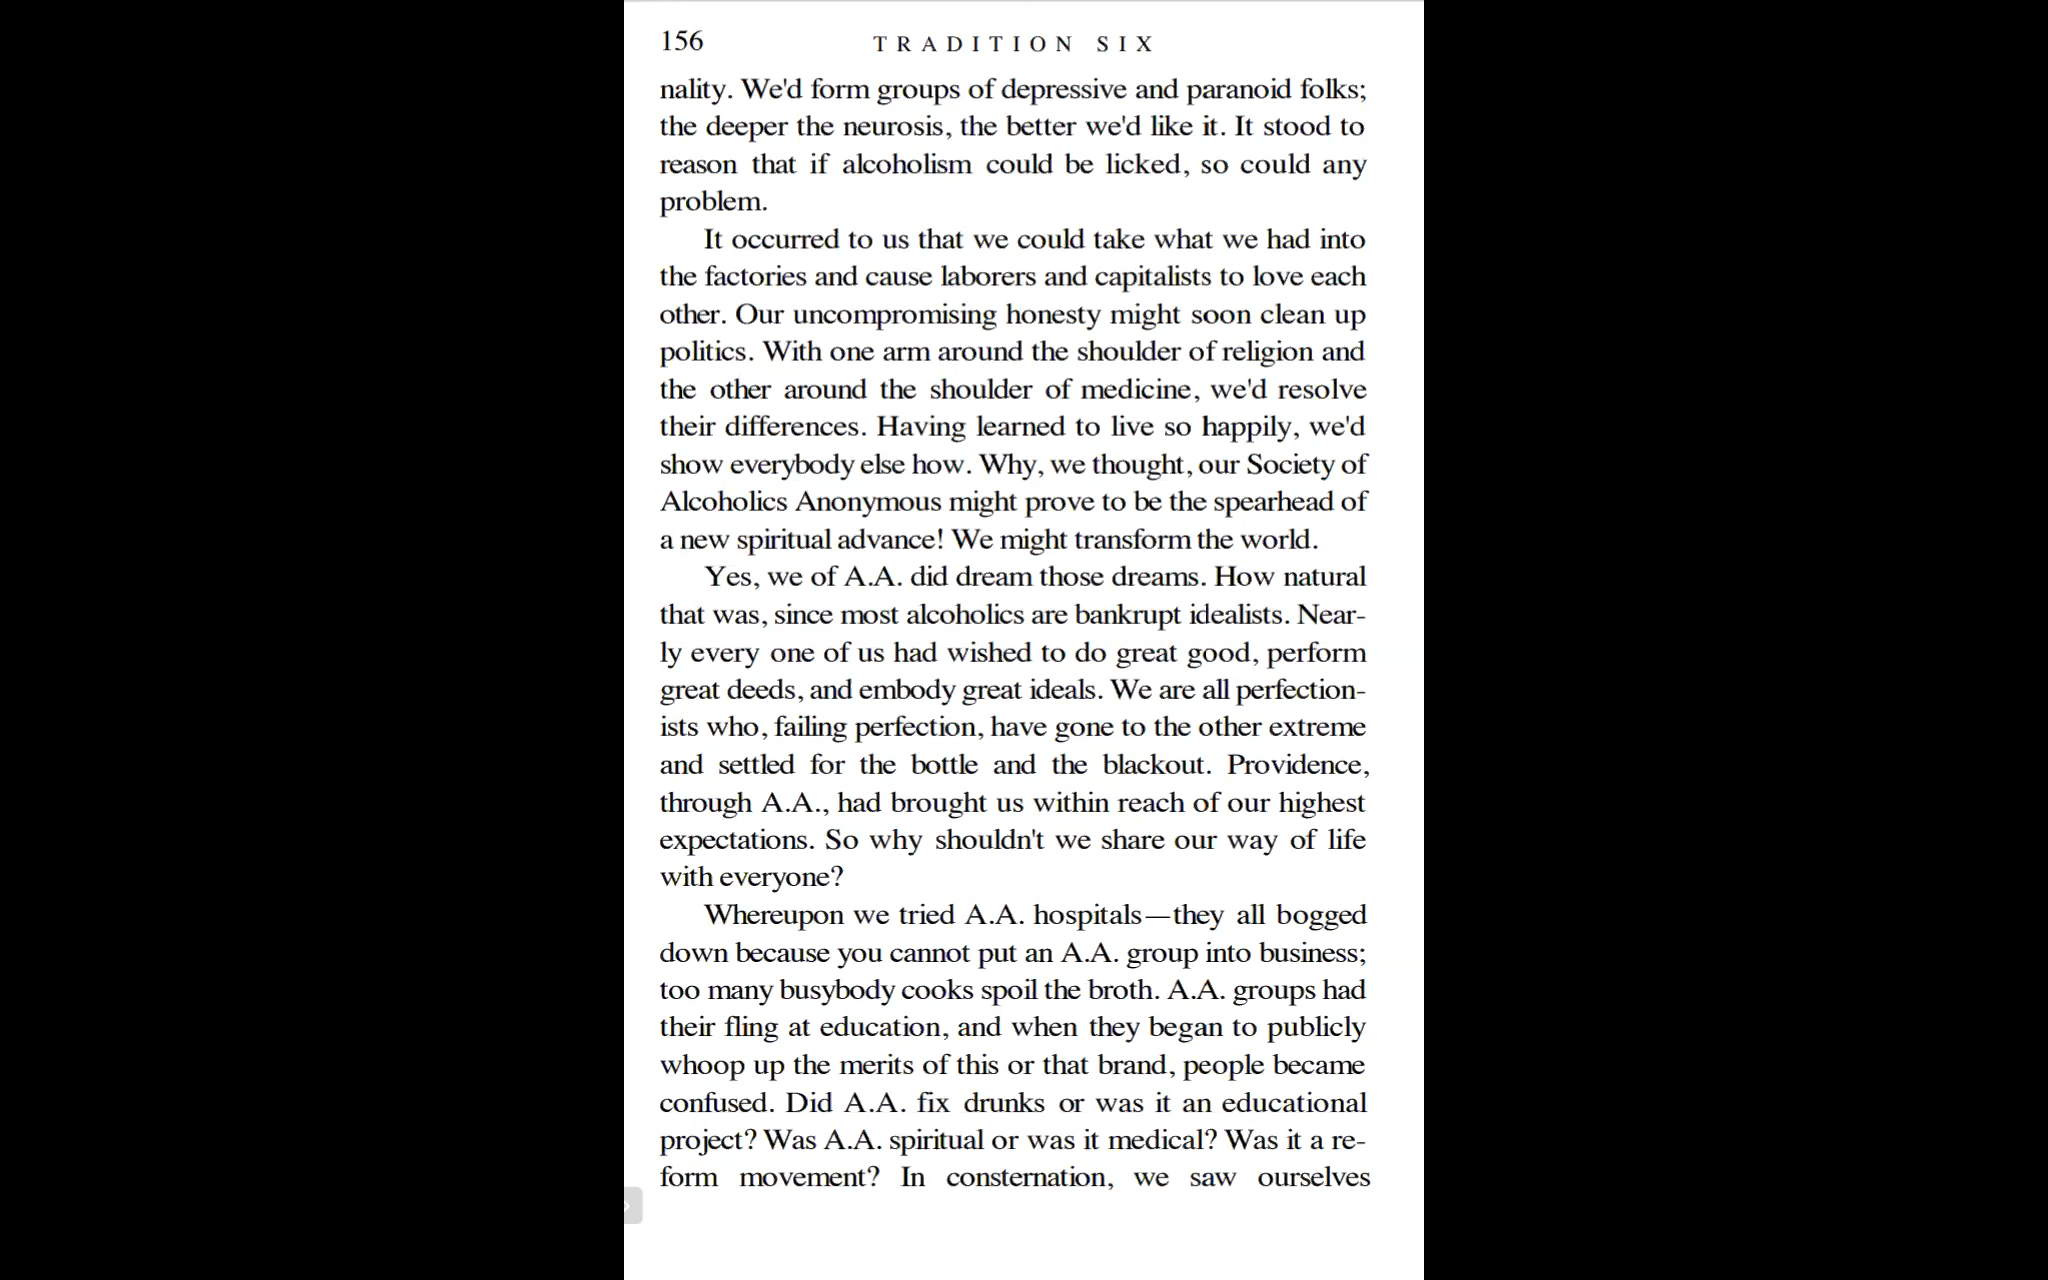 156 TRADITION SIX
nality. We'd form groups of depressive and paranoid folks;
the deeper the neurosis, the better we'd like it. It stood to
reason that if alcoholism could be licked, so could any
problem.
It occurred to us that we could take what we had into
the factories and cause laborers and capitalists to love each
other. Our uncompromising honesty might soon clean up
politics. With one arm around the shoulder of religion and
the other around the shoulder of medicine, we'd resolve
their differences. Having learned to live so happily, we'd
show everybody else how. Why, we thought, our Society of
Alcoholics Anonymous might prove to be the spearhead of
a new spiritual advance! We might transform the world.
Yes, we of A.A. did dream those dreams. How natural
that was, since most alcoholics are bankrupt idealists. Near-
ly every one of us had wished to do great good, perform
great deeds, and embody great ideals. We are all perfection-
ists who, failing perfection, have gone to the other extreme
and settled for the bottle and the blackout. Providence,
through A.A., had brought us within reach of our highest
expectations. So why shouldn't we share our way of life
with everyone?
Whereupon we tried A.A. hospitals—they all bogged
down because you cannot put an A.A. group into business;
too many busybody cooks spoil the broth. A.A. groups had
their fling at education, and when they began to publicly
whoop up the merits of this or that brand, people became
confused. Did A.A. fix drunks or was it an educational
project? Was A.A. spiritual or was it medical? Was it a re-
form movement? In consternation, we saw ourselves